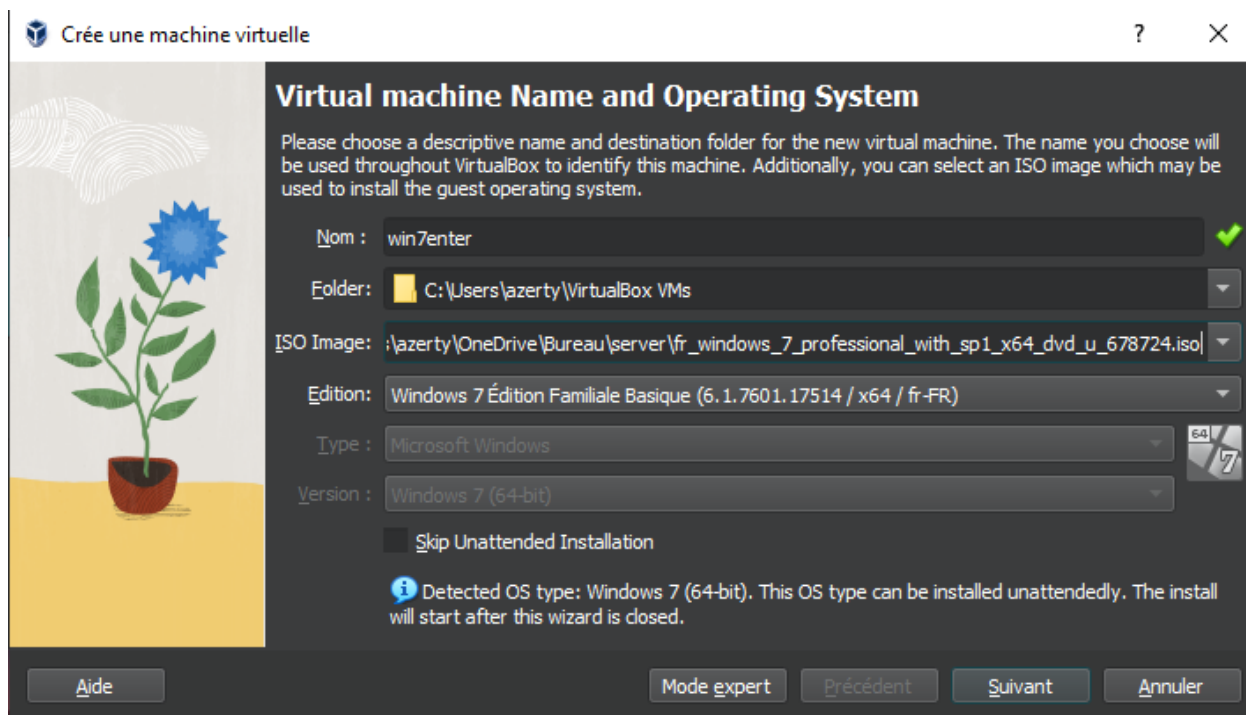 Crée une machine virtuelle
?
Virtual machine Name and Operating System
Please choose a descriptive name and destination folder for the new virtual machine. The name you choose will
be used throughout VirtualBox to identify this machine. Additionally, you can select an ISO image which may be
used to install the guest operating system.
Nom : win7enter
Folder: C:\Users\azerty\VirtualBox VMs
ISO Image: \azerty\OneDrive\Bureau\server\fr_windows_7_professional_with_sp1_x64_dvd_u_678724.iso
Edition: Windows 7 Édition Familiale Basique (6.1.7601.17514 / x64 / fr-FR)
Type : Microsoft Windows
64
7
Version : Windows 7 (64-bit)
Skip Unattended Installation
Detected OS type: Windows 7 (64-bit). This OS type can be installed unattendedly. The install
will start after this wizard is closed.
Aide Mode expert Précédent Suivant Annuler